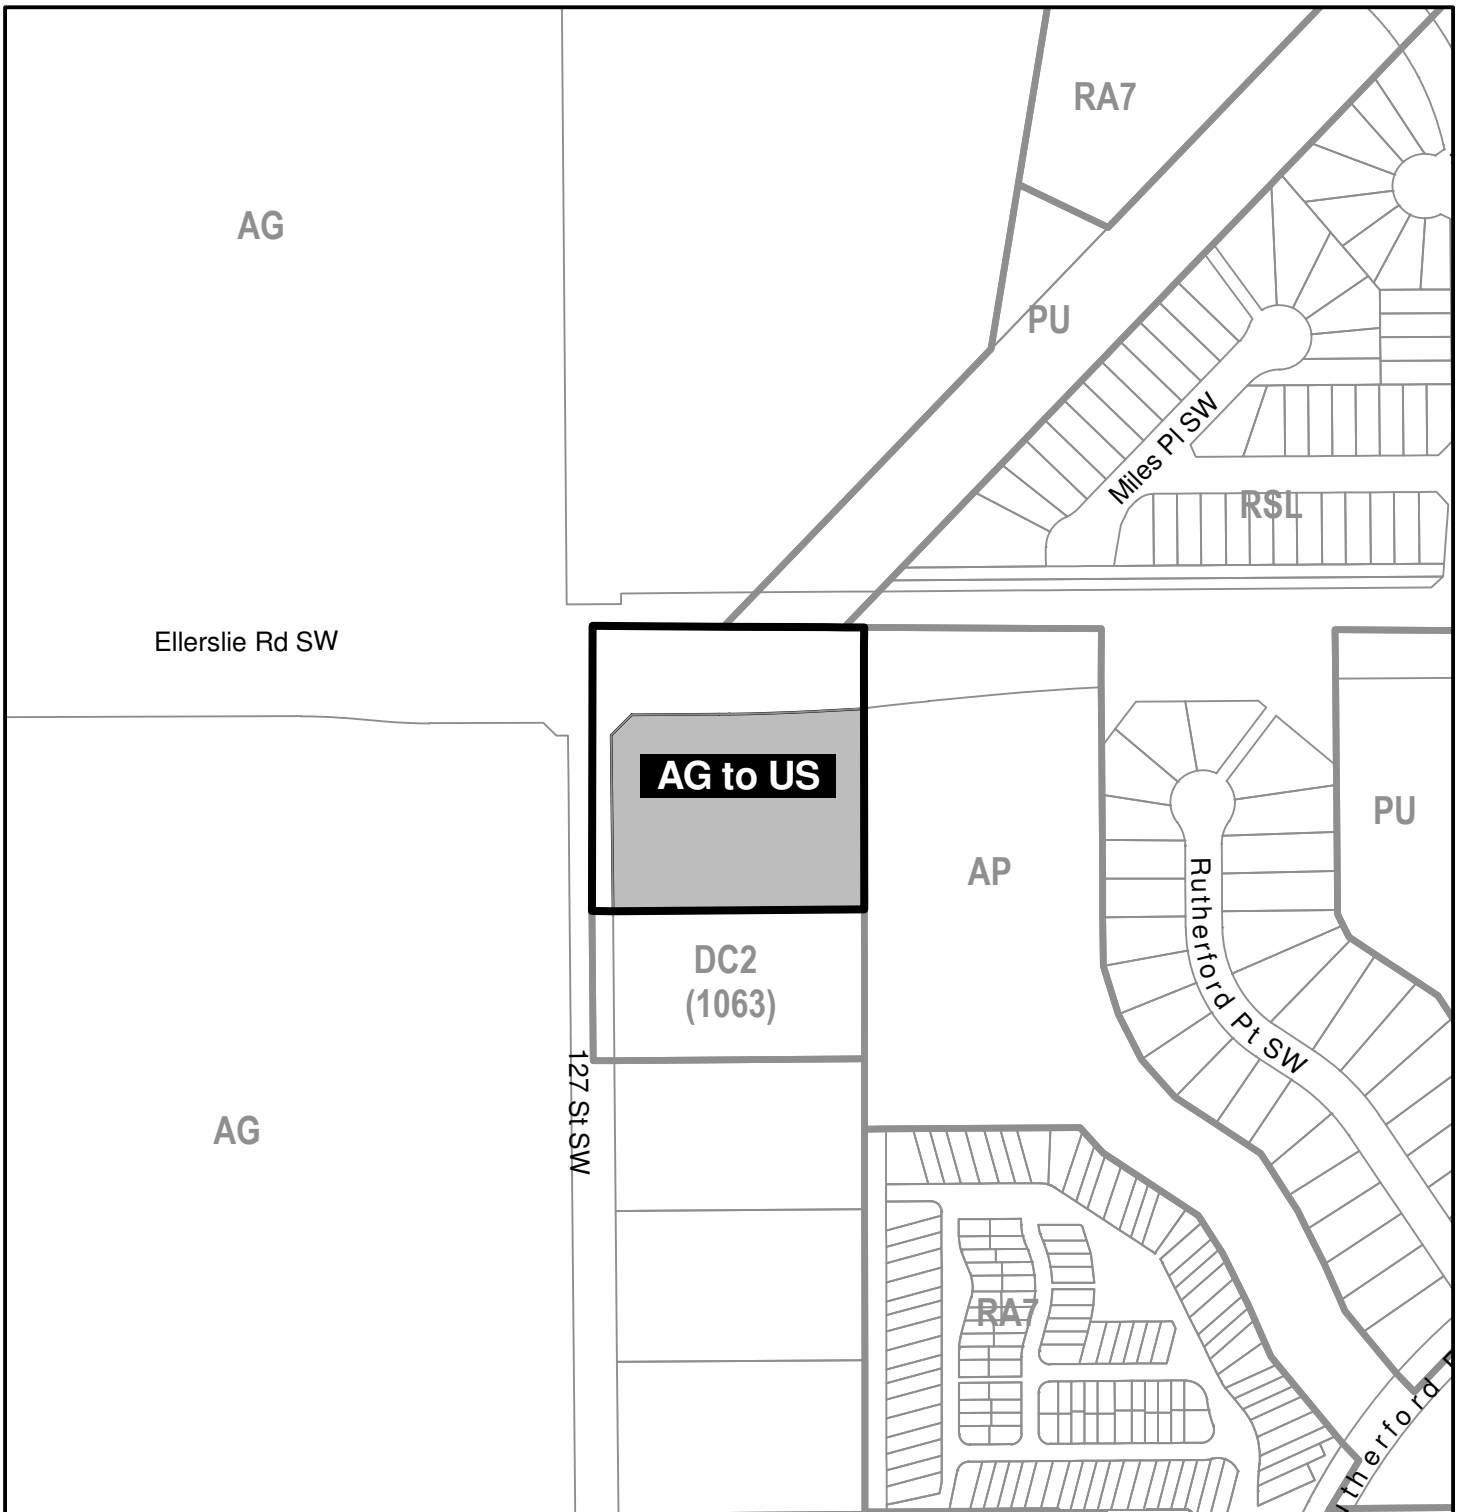 RA7
AG
PU
Miles Pl SW
RSL
Ellerslie Rd SW
AG to US
PU
AP
Rutherford Pt SW
DC2
(1063)
127 St SW
AG
RA7
therford